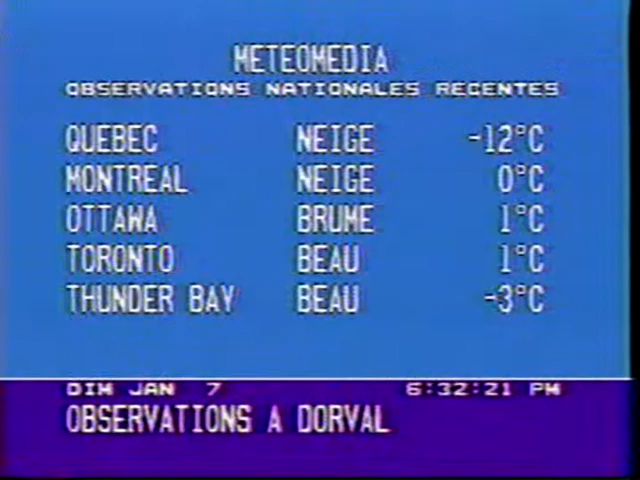 METEOMEDIA
OBSERVATIONS NATIONALES RECENTES
QUEBEC NEIGE -12°C
MONTREAL NEIGE 0°C
OTTAWA BRUME 1°C
TORONTO BEAU 1°C
THUNDER BAY BEAU -3°C
DIM JAN 7 6:32:21 PM
OBSERVATIONS A DORVAL